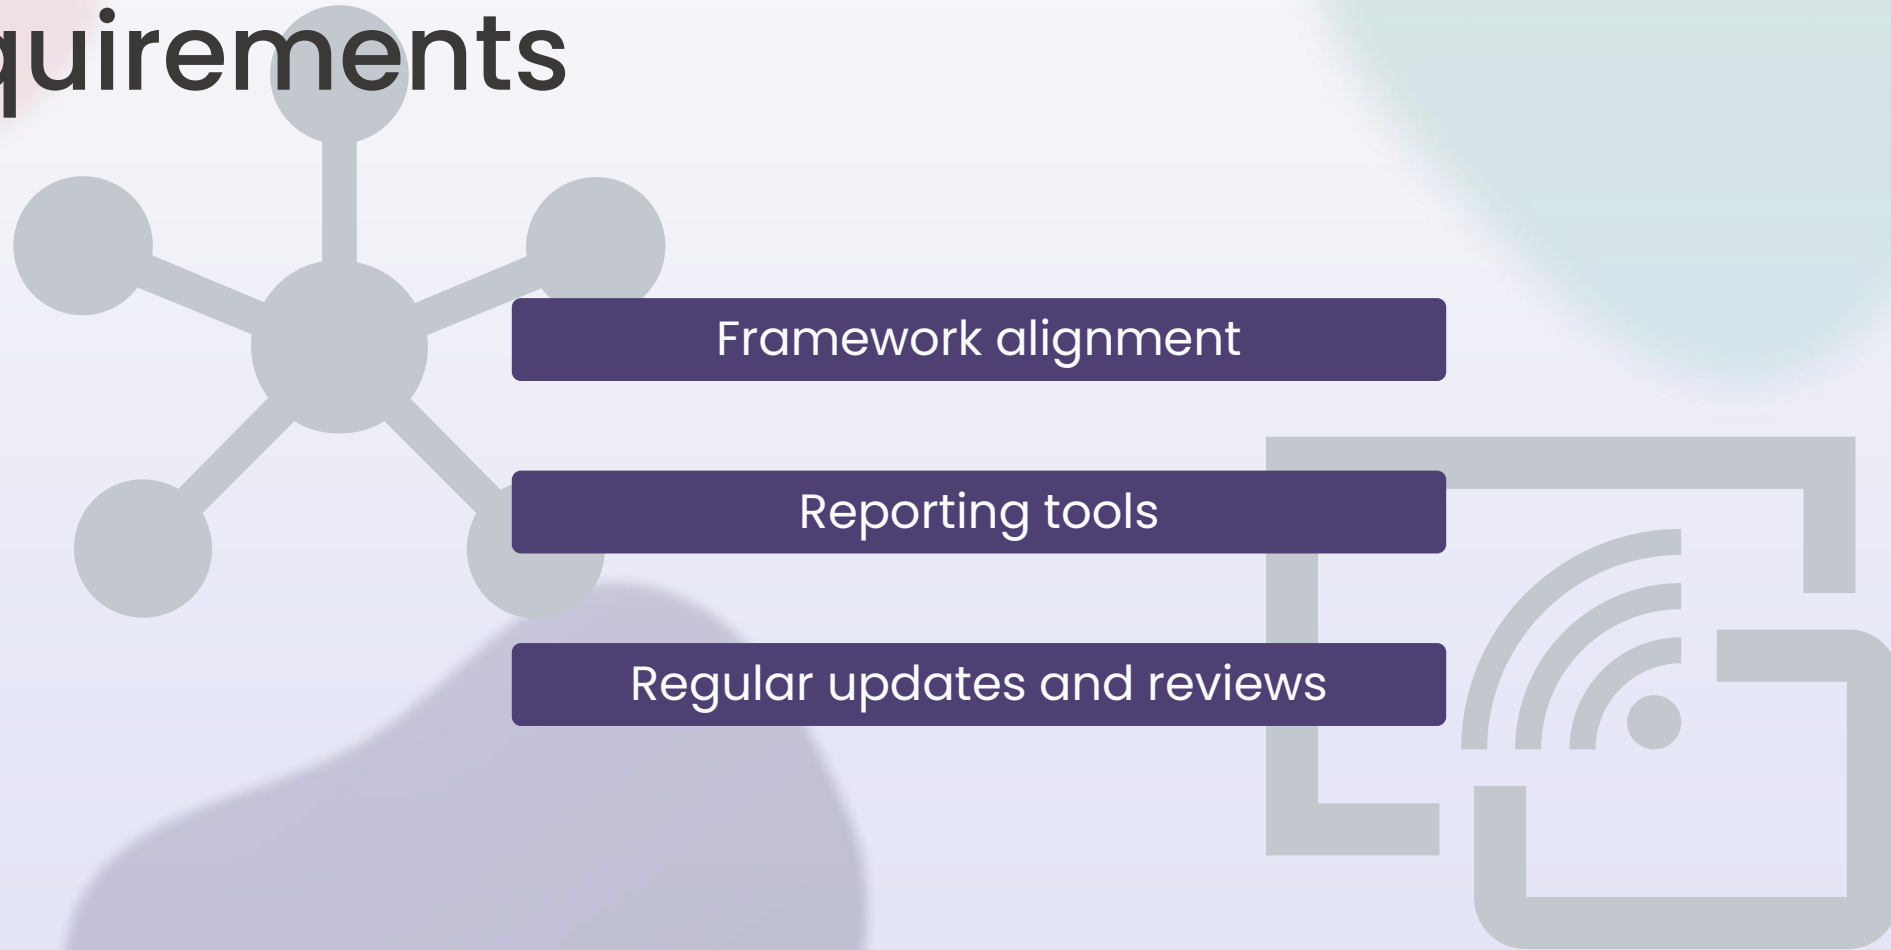 quirements
Framework alignment
Reporting tools
Regular updates and reviews